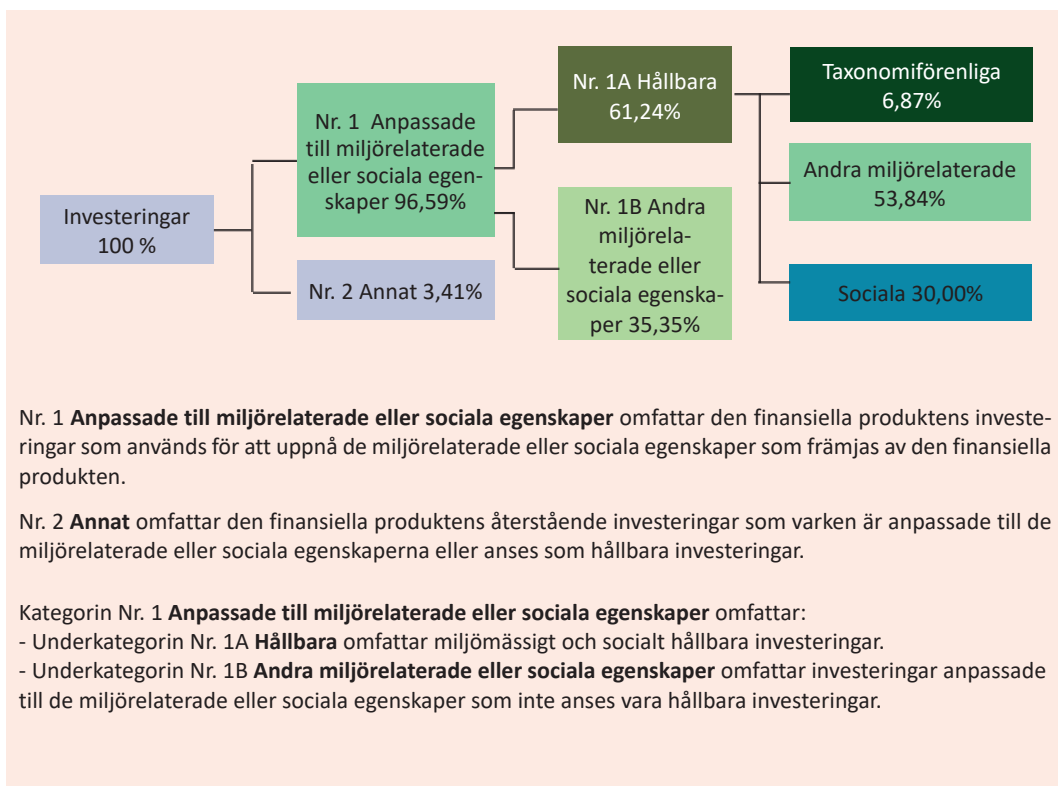 Investeringar
100 %
Nr. 1 Anpassade
till miljörelaterade
eller sociala egen-
skaper 96,59%
Nr. 2 Annat 3,41%
Nr. 1A Hållbara
61,24%
Nr. 1B Andra
miljörela-
terade eller
sociala egenska-
per 35,35%
Taxonomiförenliga
6,87%
Andra miljörelaterade
53,84%
Sociala 30,00%
Nr. 1 Anpassade till miljörelaterade eller sociala egenskaper omfattar den finansiella produktens investe-
ringar som används för att uppnå de miljörelaterade eller sociala egenskaper som främjas av den finansiella
produkten.
Nr. 2 Annat omfattar den finansiella produktens återstående investeringar som varken är anpassade till de
miljörelaterade eller sociala egenskaperna eller anses som hållbara investeringar.
Kategorin Nr. 1 Anpassade till miljörelaterade eller sociala egenskaper omfattar:
- Underkategorin Nr. 1A Hållbara omfattar miljömässigt och socialt hållbara investeringar.
- Underkategorin Nr. 1B Andra miljörelaterade eller sociala egenskaper omfattar investeringar anpassade
till de miljörelaterade eller sociala egenskaper som inte anses vara hållbara investeringar.